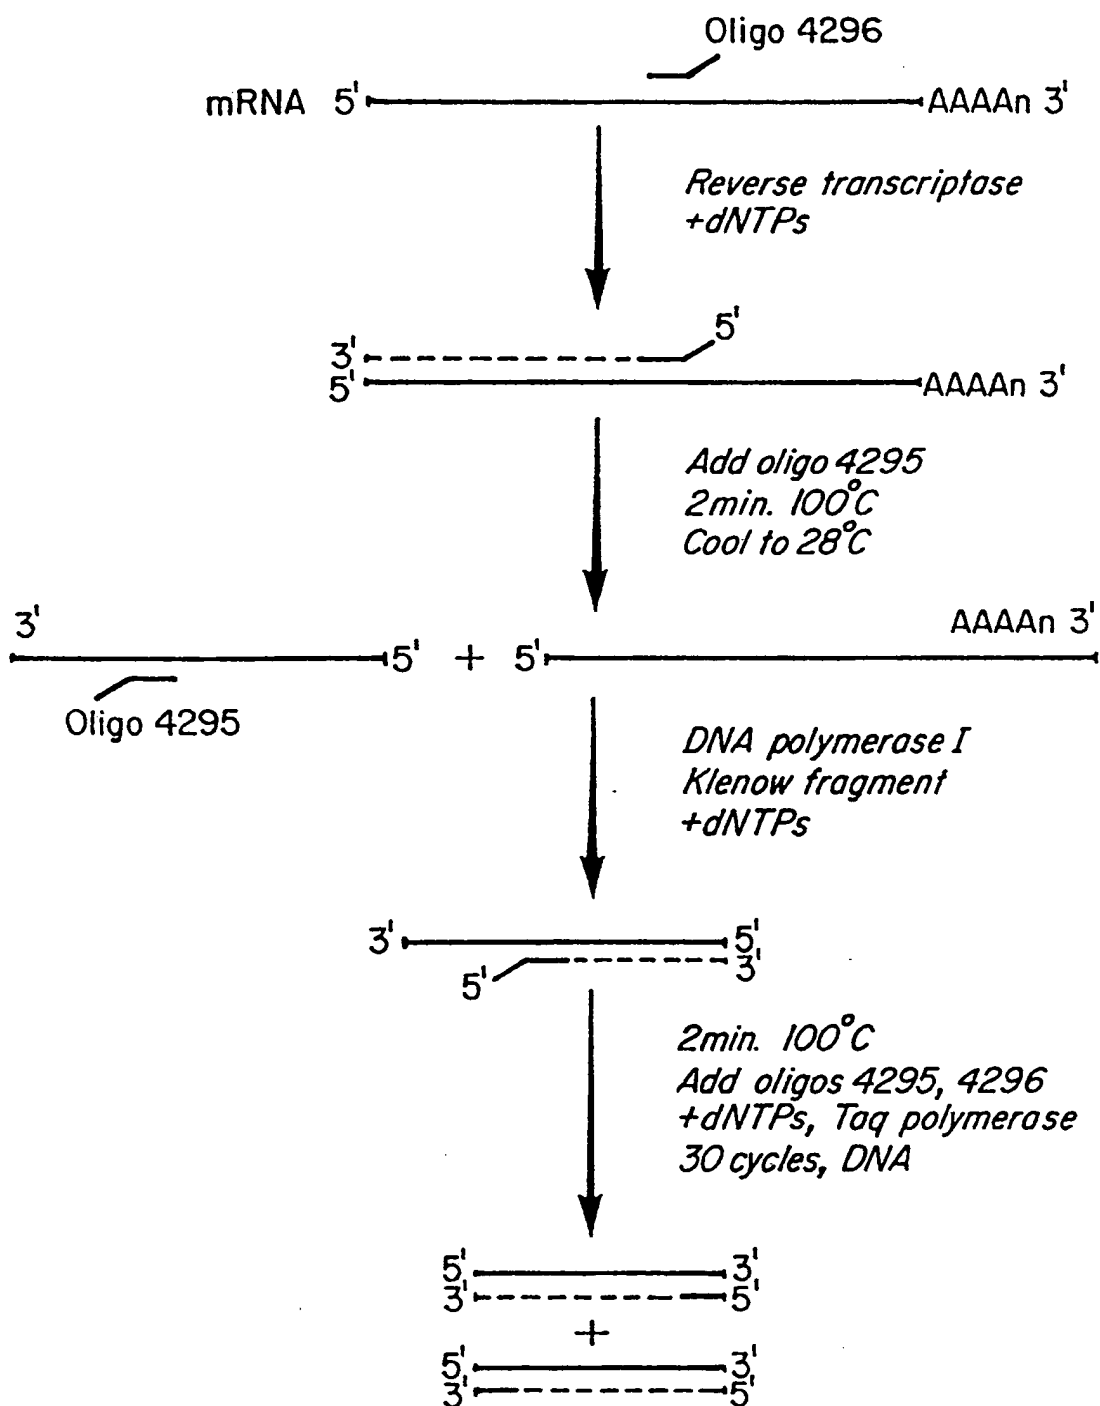 Oligo 4296
mRNA 5' AAAAn 3'
Reverse transcriptase
+dNTPs
5'
3'
5' AAAAn 3'
Add oligo 4295
2min. 100°C
Cool to 28°C
3' AAAAn 3'
5' + 5'
Oligo 4295
DNA polymerase I
Klenow fragment
+dNTPs
3' 5'
5' 3'
2min. 100°C
Add oligos 4295, 4296
+dNTPs, Taq polymerase
30 cycles, DNA
5' 3'
3' 5'
+
5' 3'
3' 5'